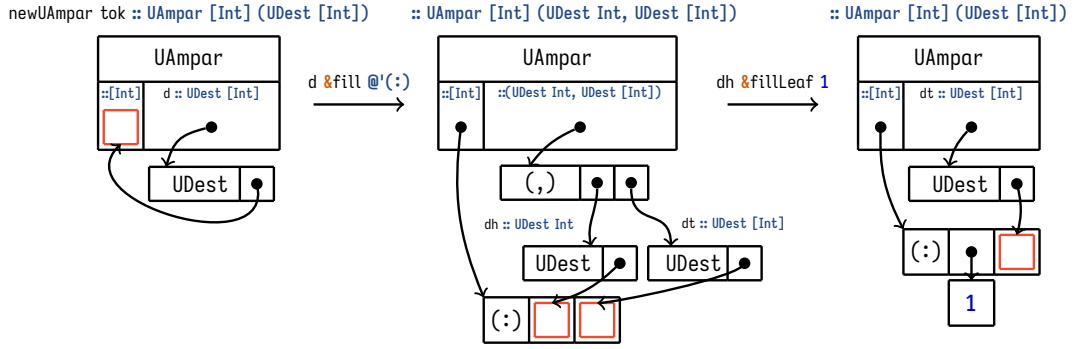 newUAmpar tok :: UAmpar [Int] (UDest [Int])
UAmpar
::[Int]
d :: UDest [Int]
UDest
d &fill @'(:)
:: UAmpar [Int] (UDest Int, UDest [Int])
UAmpar
::[Int]
::(UDest Int, UDest [Int])
(,)
dh :: UDest Int
dt :: UDest [Int]
UDest
UDest
(:)
dh &fillLeaf 1
:: UAmpar [Int] (UDest [Int])
UAmpar
::[Int]
dt :: UDest [Int]
UDest
(:)
1